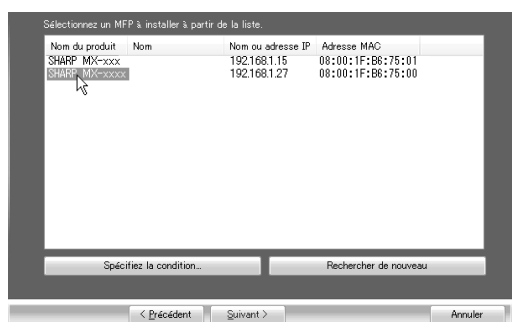 Sélectionnez un MFP à installer à partir de la liste.
Nom du produit Nom Nom ou adresse IP Adresse MAC
SHARP MX-xxx 192.168.1.15 08:00:1F:B6:75:01
SHARP MX-xxxx 192.168.1.27 08:00:1F:B6:75:00
Spécifiez la condition... Rechercher de nouveau
< Précédent Suivant > Annuler